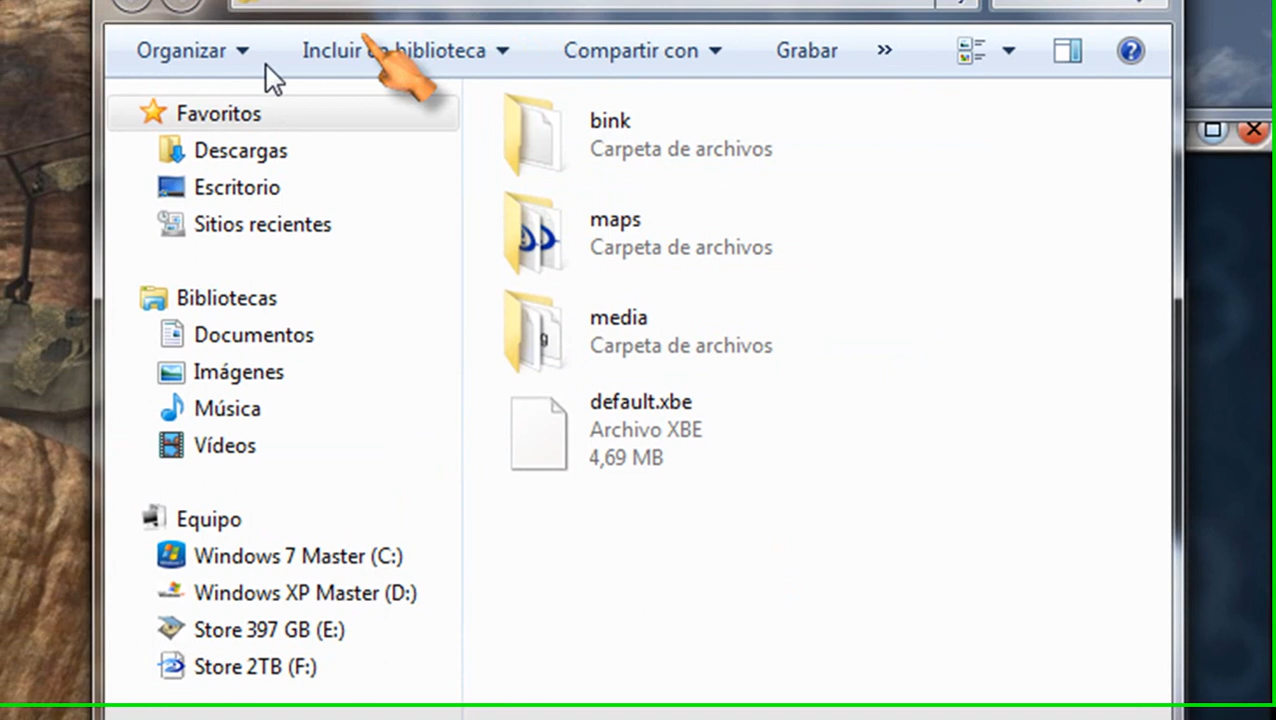 Organizar Incluir en biblioteca Compartir con Grabar »
Favoritos
Descargas
Escritorio
Sitios recientes
Bibliotecas
Documentos
Imágenes
Música
Vídeos
Equipo
Windows 7 Master (C:)
Windows XP Master (D:)
Store 397 GB (E:)
Store 2TB (F:)
bink
Carpeta de archivos
maps
Carpeta de archivos
media
Carpeta de archivos
default.xbe
Archivo XBE
4,69 MB